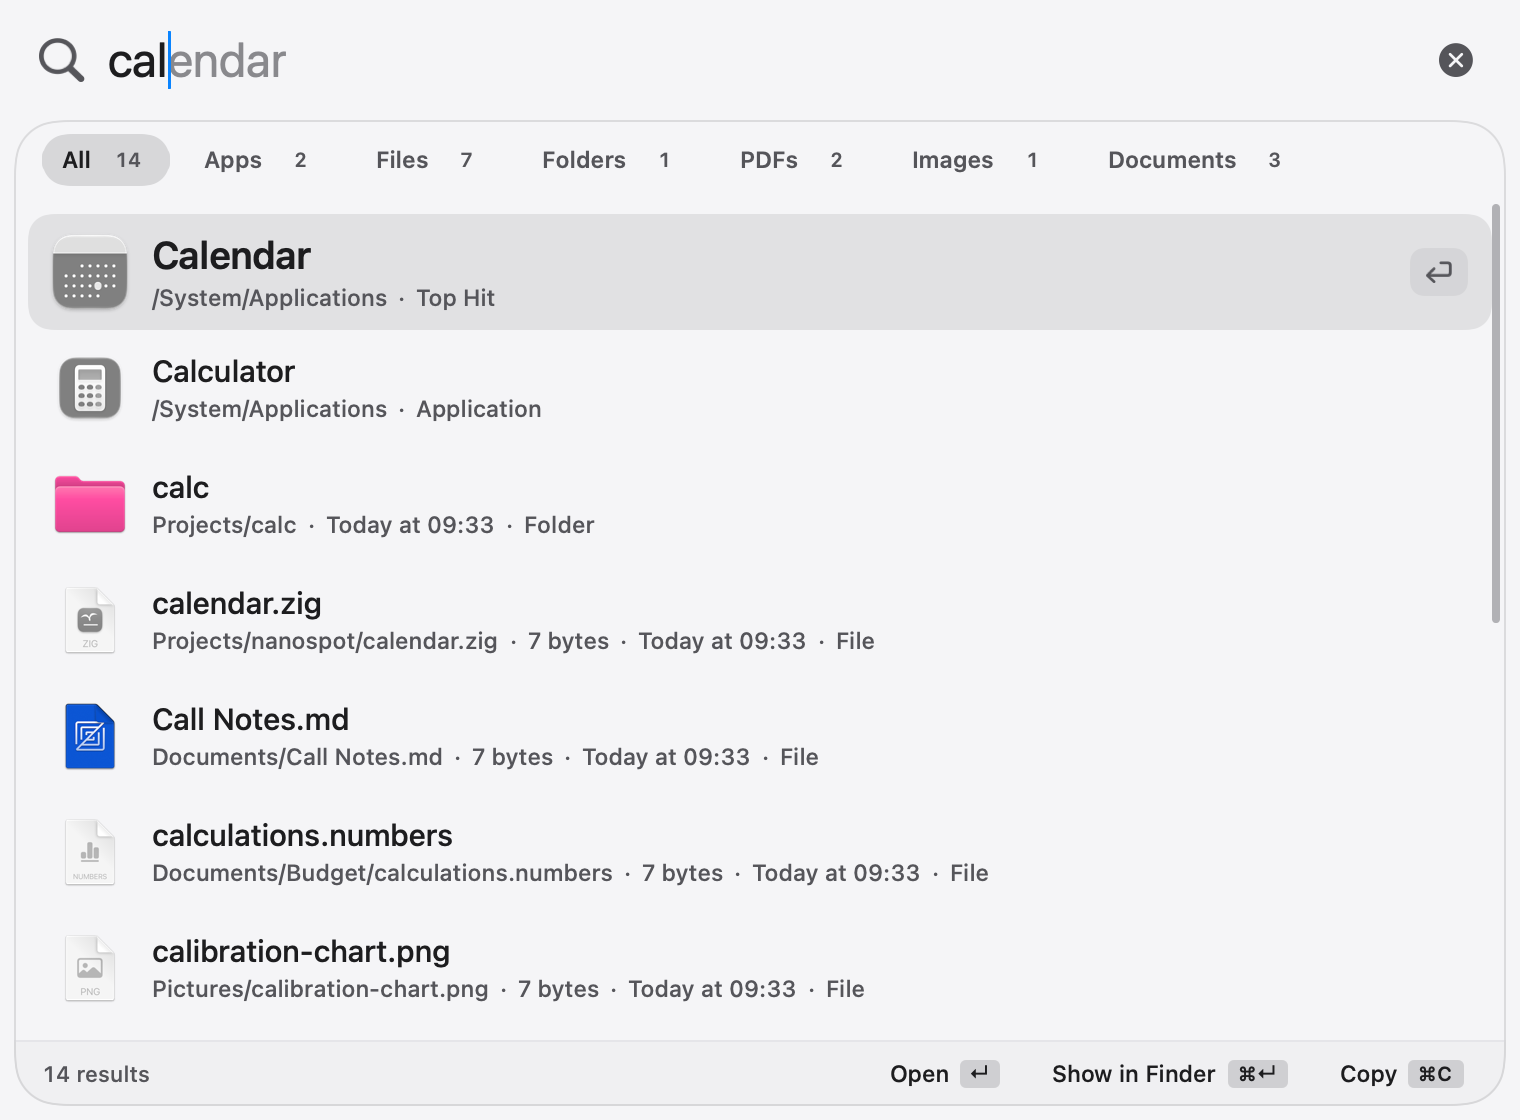 calendar
All 14 Apps 2 Files 7 Folders 1 PDFs 2 Images 1 Documents 3
Calendar
/System/Applications · Top Hit
Calculator
/System/Applications · Application
calc
Projects/calc · Today at 09:33 · Folder
ZIG
calendar.zig
Projects/nanospot/calendar.zig · 7 bytes · Today at 09:33 · File
Call Notes.md
Documents/Call Notes.md · 7 bytes · Today at 09:33 · File
NUMBERS
calculations.numbers
Documents/Budget/calculations.numbers · 7 bytes · Today at 09:33 · File
PNG
calibration-chart.png
Pictures/calibration-chart.png · 7 bytes · Today at 09:33 · File
14 results Open ↵ Show in Finder ⌘↵ Copy ⌘C